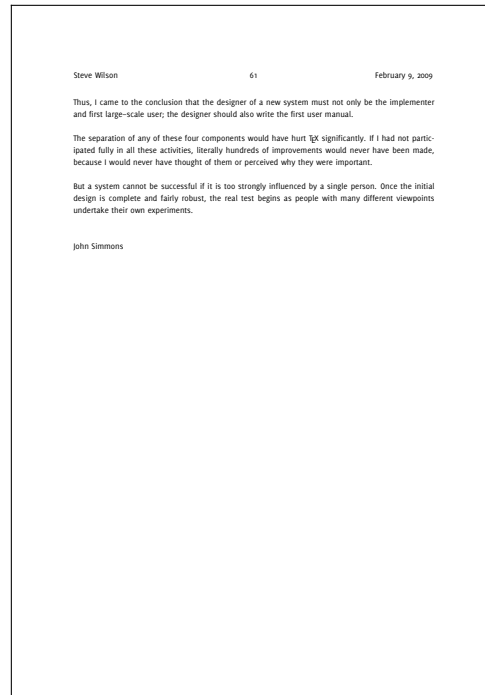 Steve Wilson 61 February 9, 2009
Thus, I came to the conclusion that the designer of a new system must not only be the implementer
and first large-scale user; the designer should also write the first user manual.
The separation of any of these four components would have hurt TEX significantly. If I had not partic-
ipated fully in all these activities, literally hundreds of improvements would never have been made,
because I would never have thought of them or perceived why they were important.
But a system cannot be successful if it is too strongly influenced by a single person. Once the initial
design is complete and fairly robust, the real test begins as people with many different viewpoints
undertake their own experiments.
John Simmons